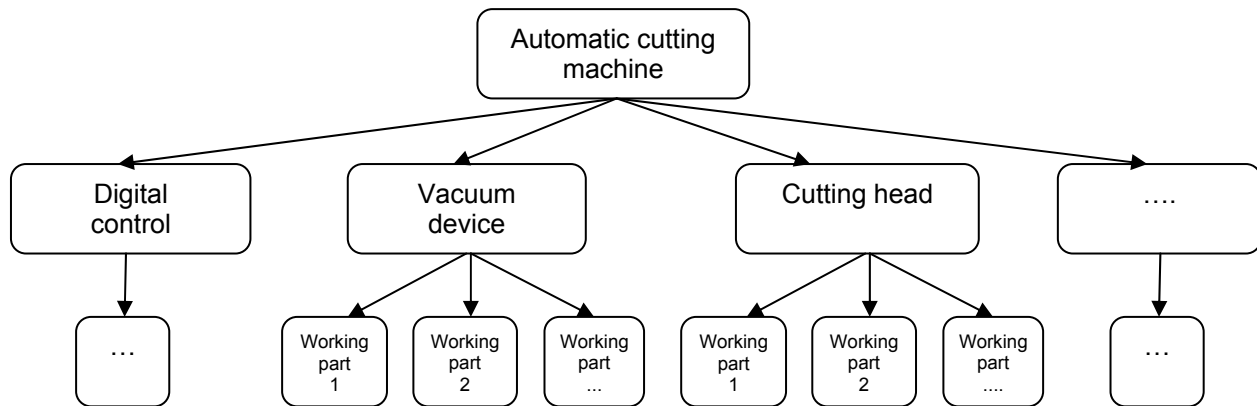 Automatic cutting
machine
Digital
control
Vacuum
device
Cutting head
....
...
Working
part
1
Working
part
2
Working
part
...
Working
part
1
Working
part
2
Working
part
....
...